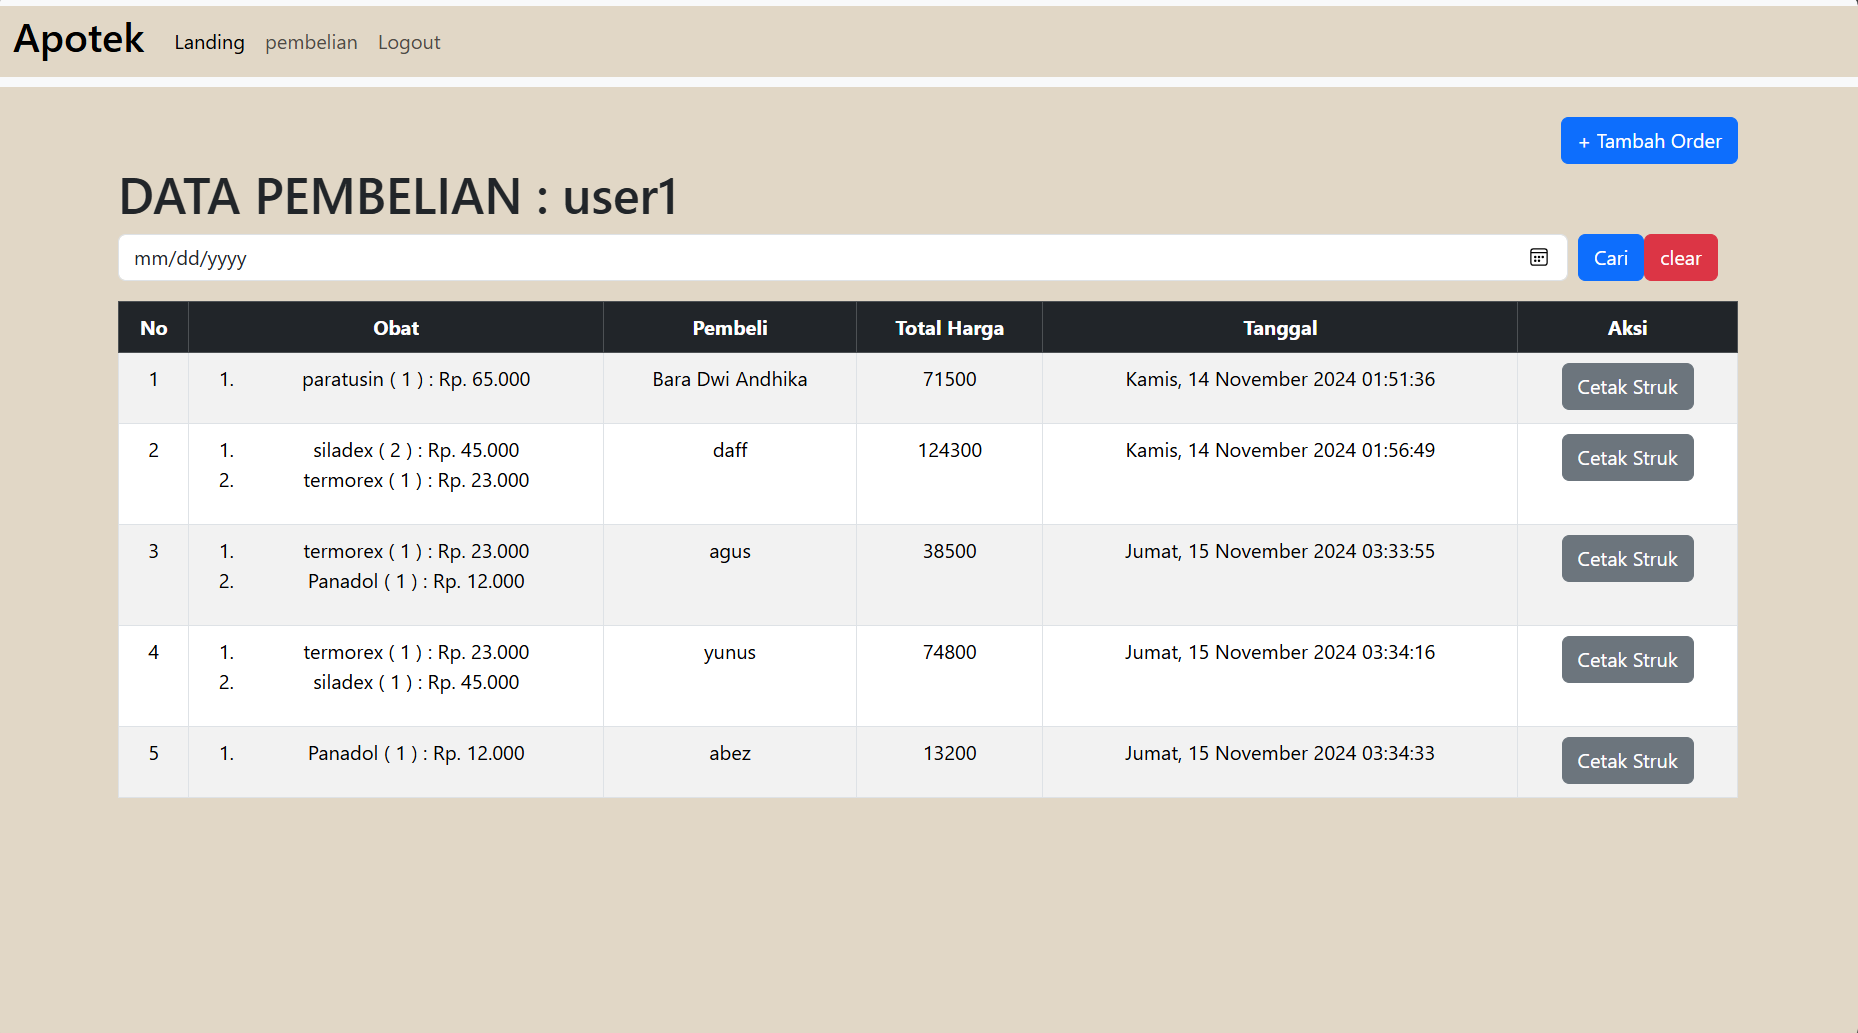 Apotek Landing pembelian Logout
+ Tambah Order
DATA PEMBELIAN : user1
mm/dd/yyyy Cari clear
No Obat Pembeli Total Harga Tanggal Aksi
1 1. paratusin ( 1 ) : Rp. 65.000 Bara Dwi Andhika 71500 Kamis, 14 November 2024 01:51:36 Cetak Struk
2 1. siladex ( 2 ) : Rp. 45.000 daff 124300 Kamis, 14 November 2024 01:56:49 Cetak Struk
2. termorex ( 1 ) : Rp. 23.000
3 1. termorex ( 1 ) : Rp. 23.000 agus 38500 Jumat, 15 November 2024 03:33:55 Cetak Struk
2. Panadol ( 1 ) : Rp. 12.000
4 1. termorex ( 1 ) : Rp. 23.000 yunus 74800 Jumat, 15 November 2024 03:34:16 Cetak Struk
2. siladex ( 1 ) : Rp. 45.000
5 1. Panadol ( 1 ) : Rp. 12.000 abez 13200 Jumat, 15 November 2024 03:34:33 Cetak Struk